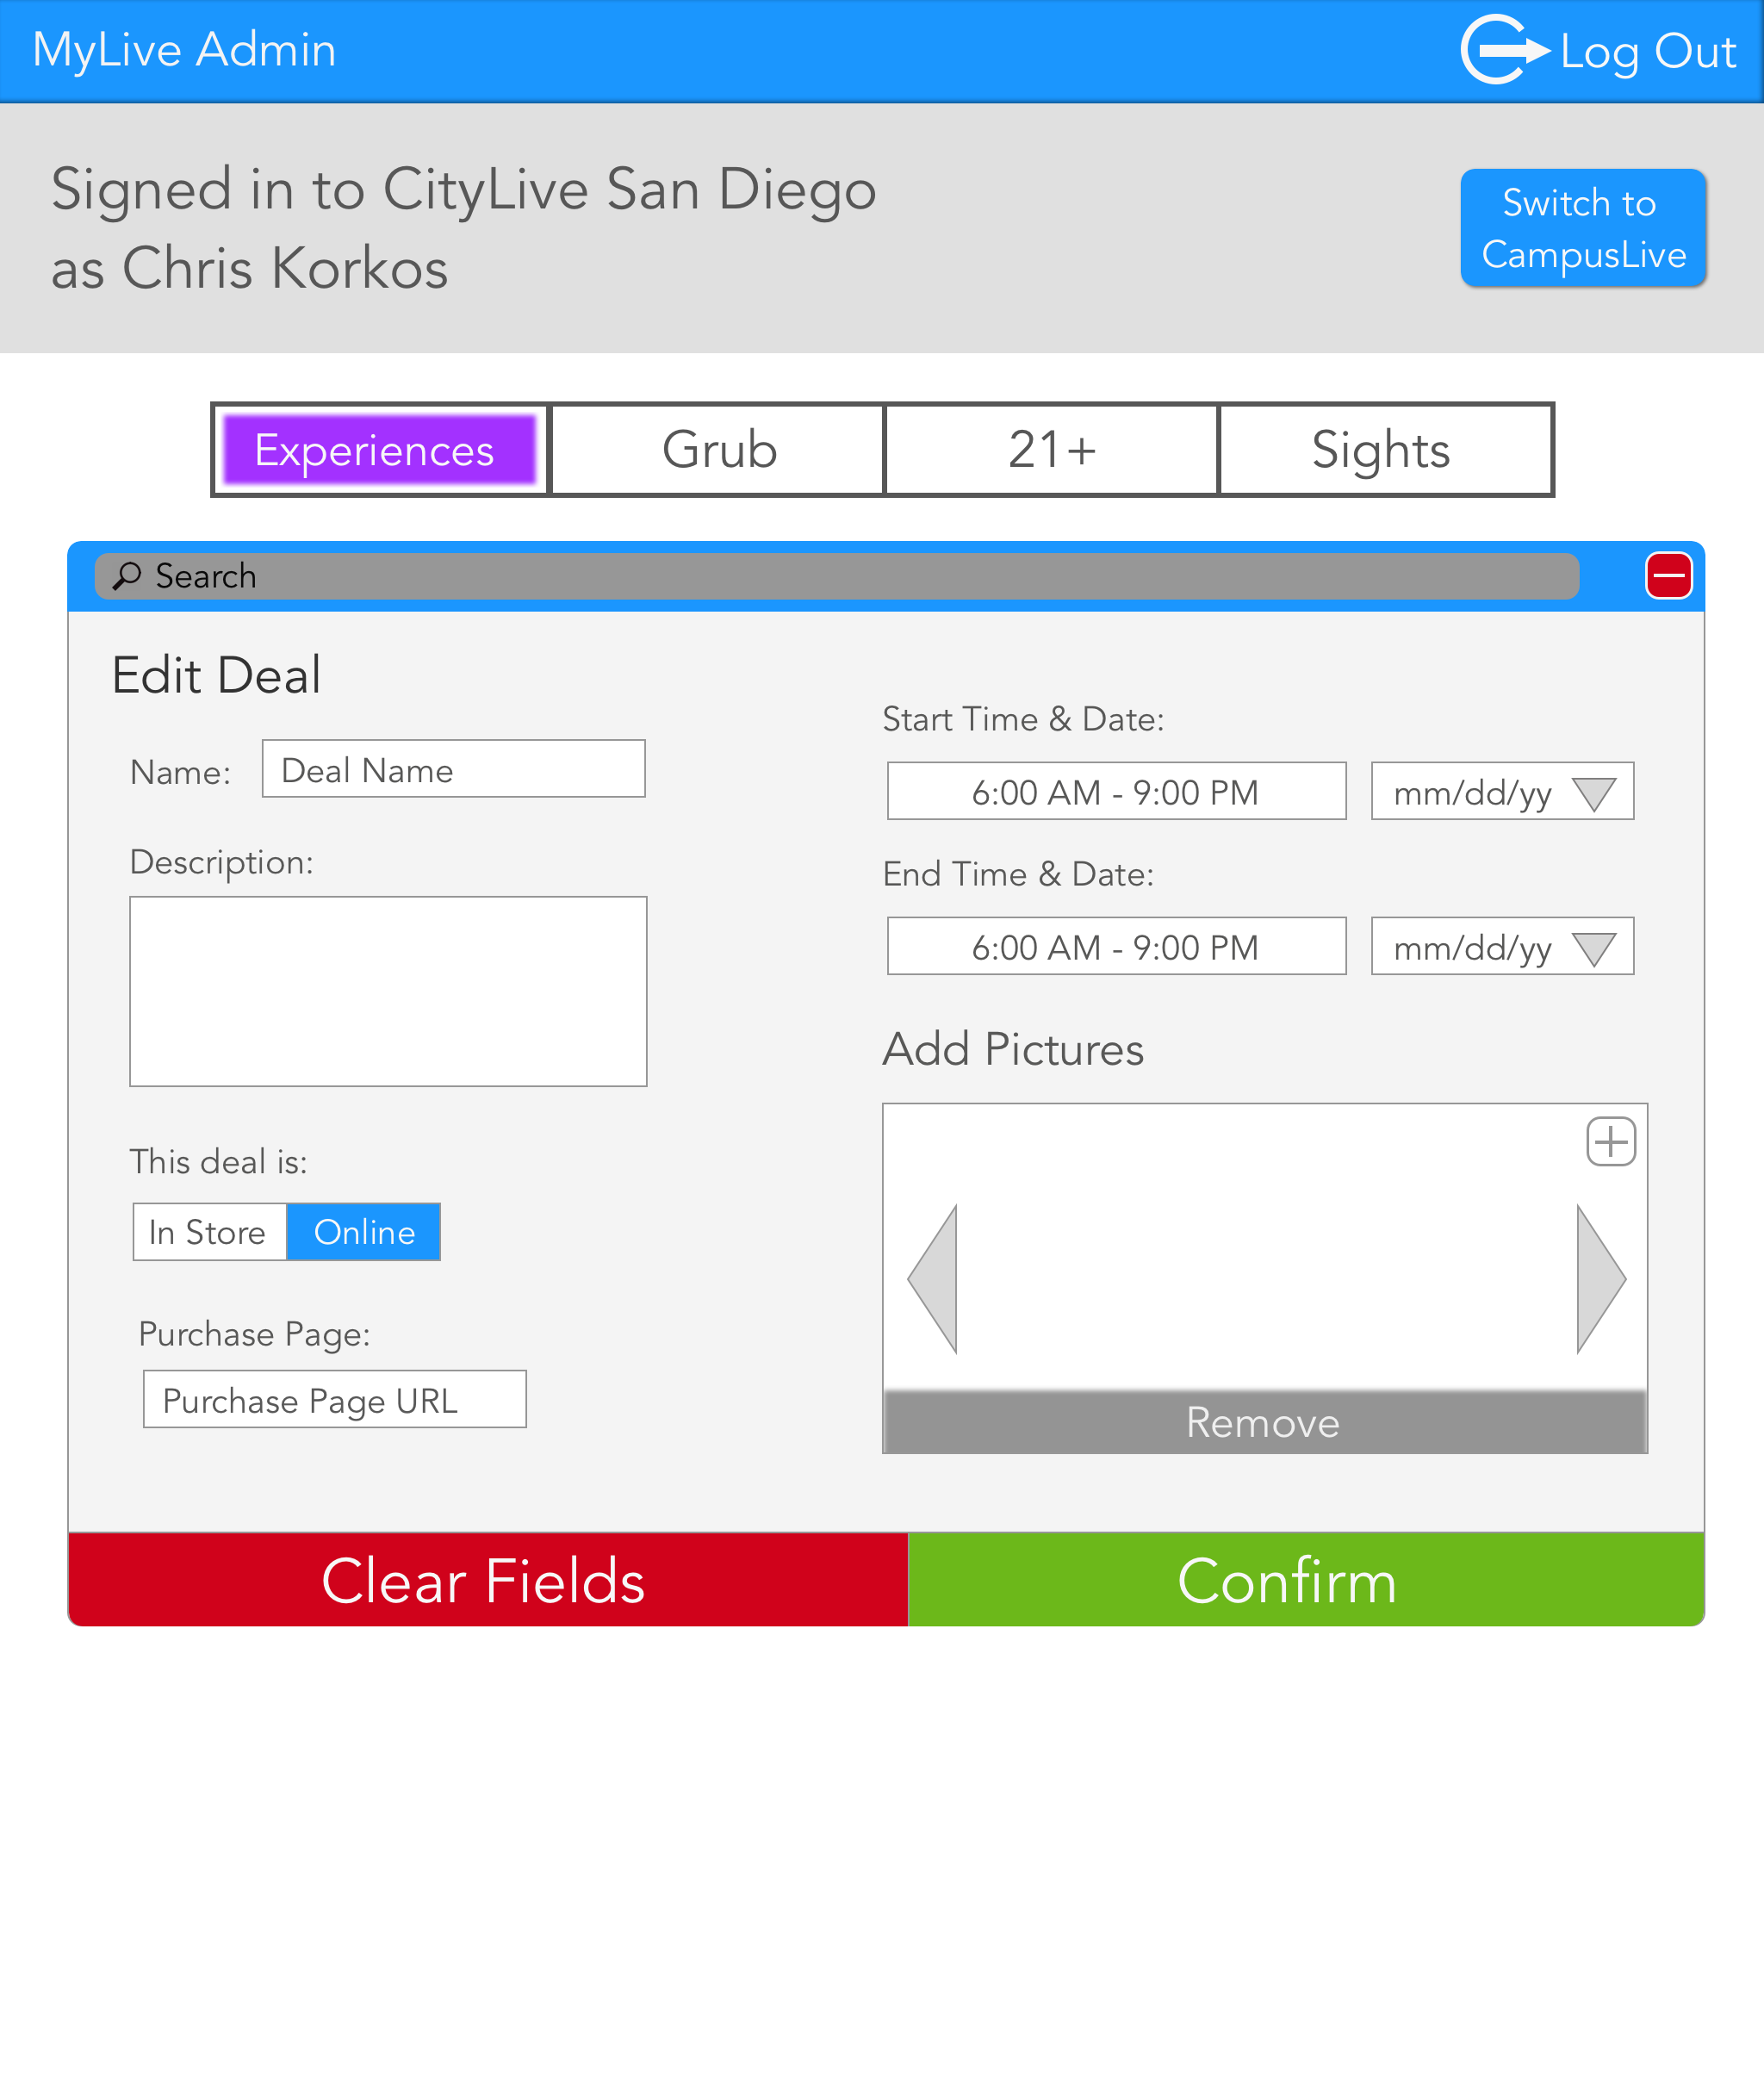 MyLive Admin
Log Out
Signed in to CityLive San Diego
as Chris Korkos
Switch to
CampusLive
Experiences
Grub
21+
Sights
Search
Edit Deal
Name:
Deal Name
Description:
This deal is:
In Store
Online
Purchase Page:
Purchase Page URL
Start Time & Date:
6:00 AM - 9:00 PM
mm/dd/yy
End Time & Date:
6:00 AM - 9:00 PM
mm/dd/yy
Add Pictures
Remove
Clear Fields
Confirm